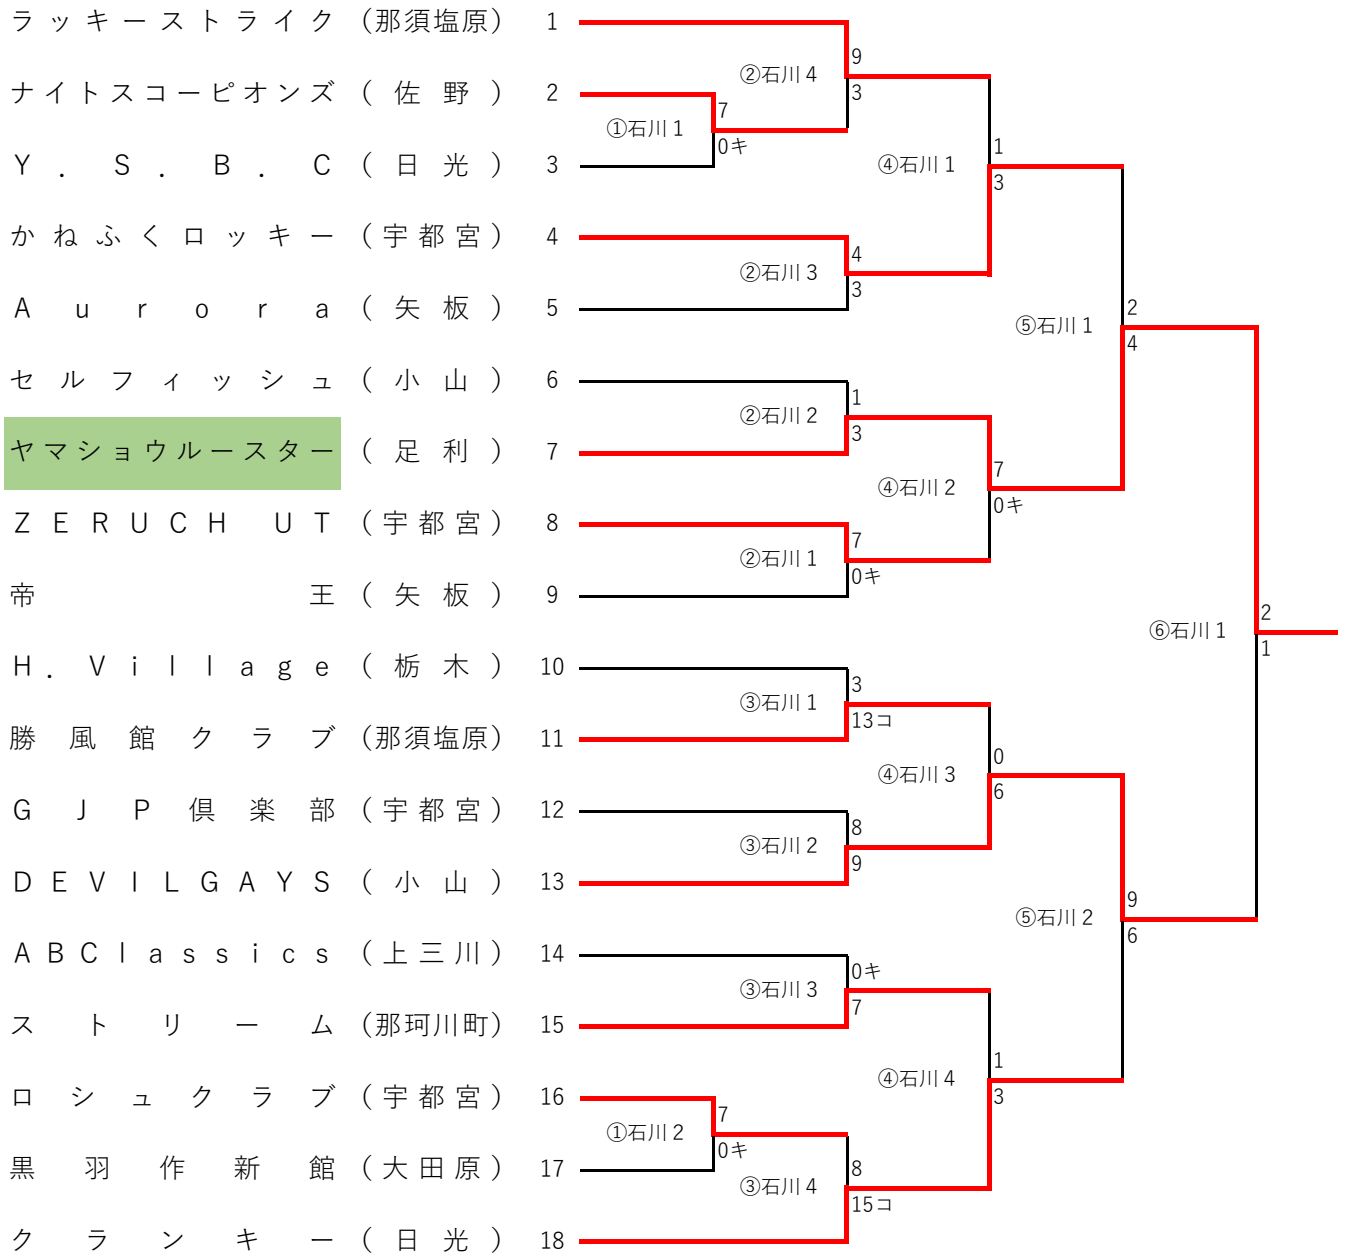 ラッキーストライク (那須塩原) 1
9
②石川4
3
ナイトスコーピオンズ ( 佐 野 ) 2
7
①石川1
0キ
1
④石川1
3
Y . S . B . C ( 日 光 ) 3
かねふくロッキー ( 宇 都 宮 ) 4
4
②石川3
3
Aurora ( 矢 板 ) 5
2
⑤石川1
4
セルフィッシュ ( 小 山 ) 6
1
②石川2
3
ヤマショウルースター ( 足 利 ) 7
7
④石川2
0キ
ZERUCH UT ( 宇 都 宮 ) 8
7
②石川1
0キ
帝王 ( 矢 板 ) 9
2
⑥石川1
1
H.Village ( 栃 木 ) 10
3
③石川1
13コ
勝風館クラブ (那須塩原) 11
0
④石川3
6
GJP倶楽部 ( 宇 都 宮 ) 12
8
③石川2
9
DEVILGAYS ( 小 山 ) 13
9
⑤石川2
6
ABClassics ( 上 三 川 ) 14
0キ
③石川3
7
ストリーム (那珂川町) 15
1
④石川4
3
ロシュクラブ ( 宇 都 宮 ) 16
7
①石川2
0キ
黒羽作新館 ( 大 田 原 ) 17
8
③石川4
15コ
クランキー ( 日 光 ) 18